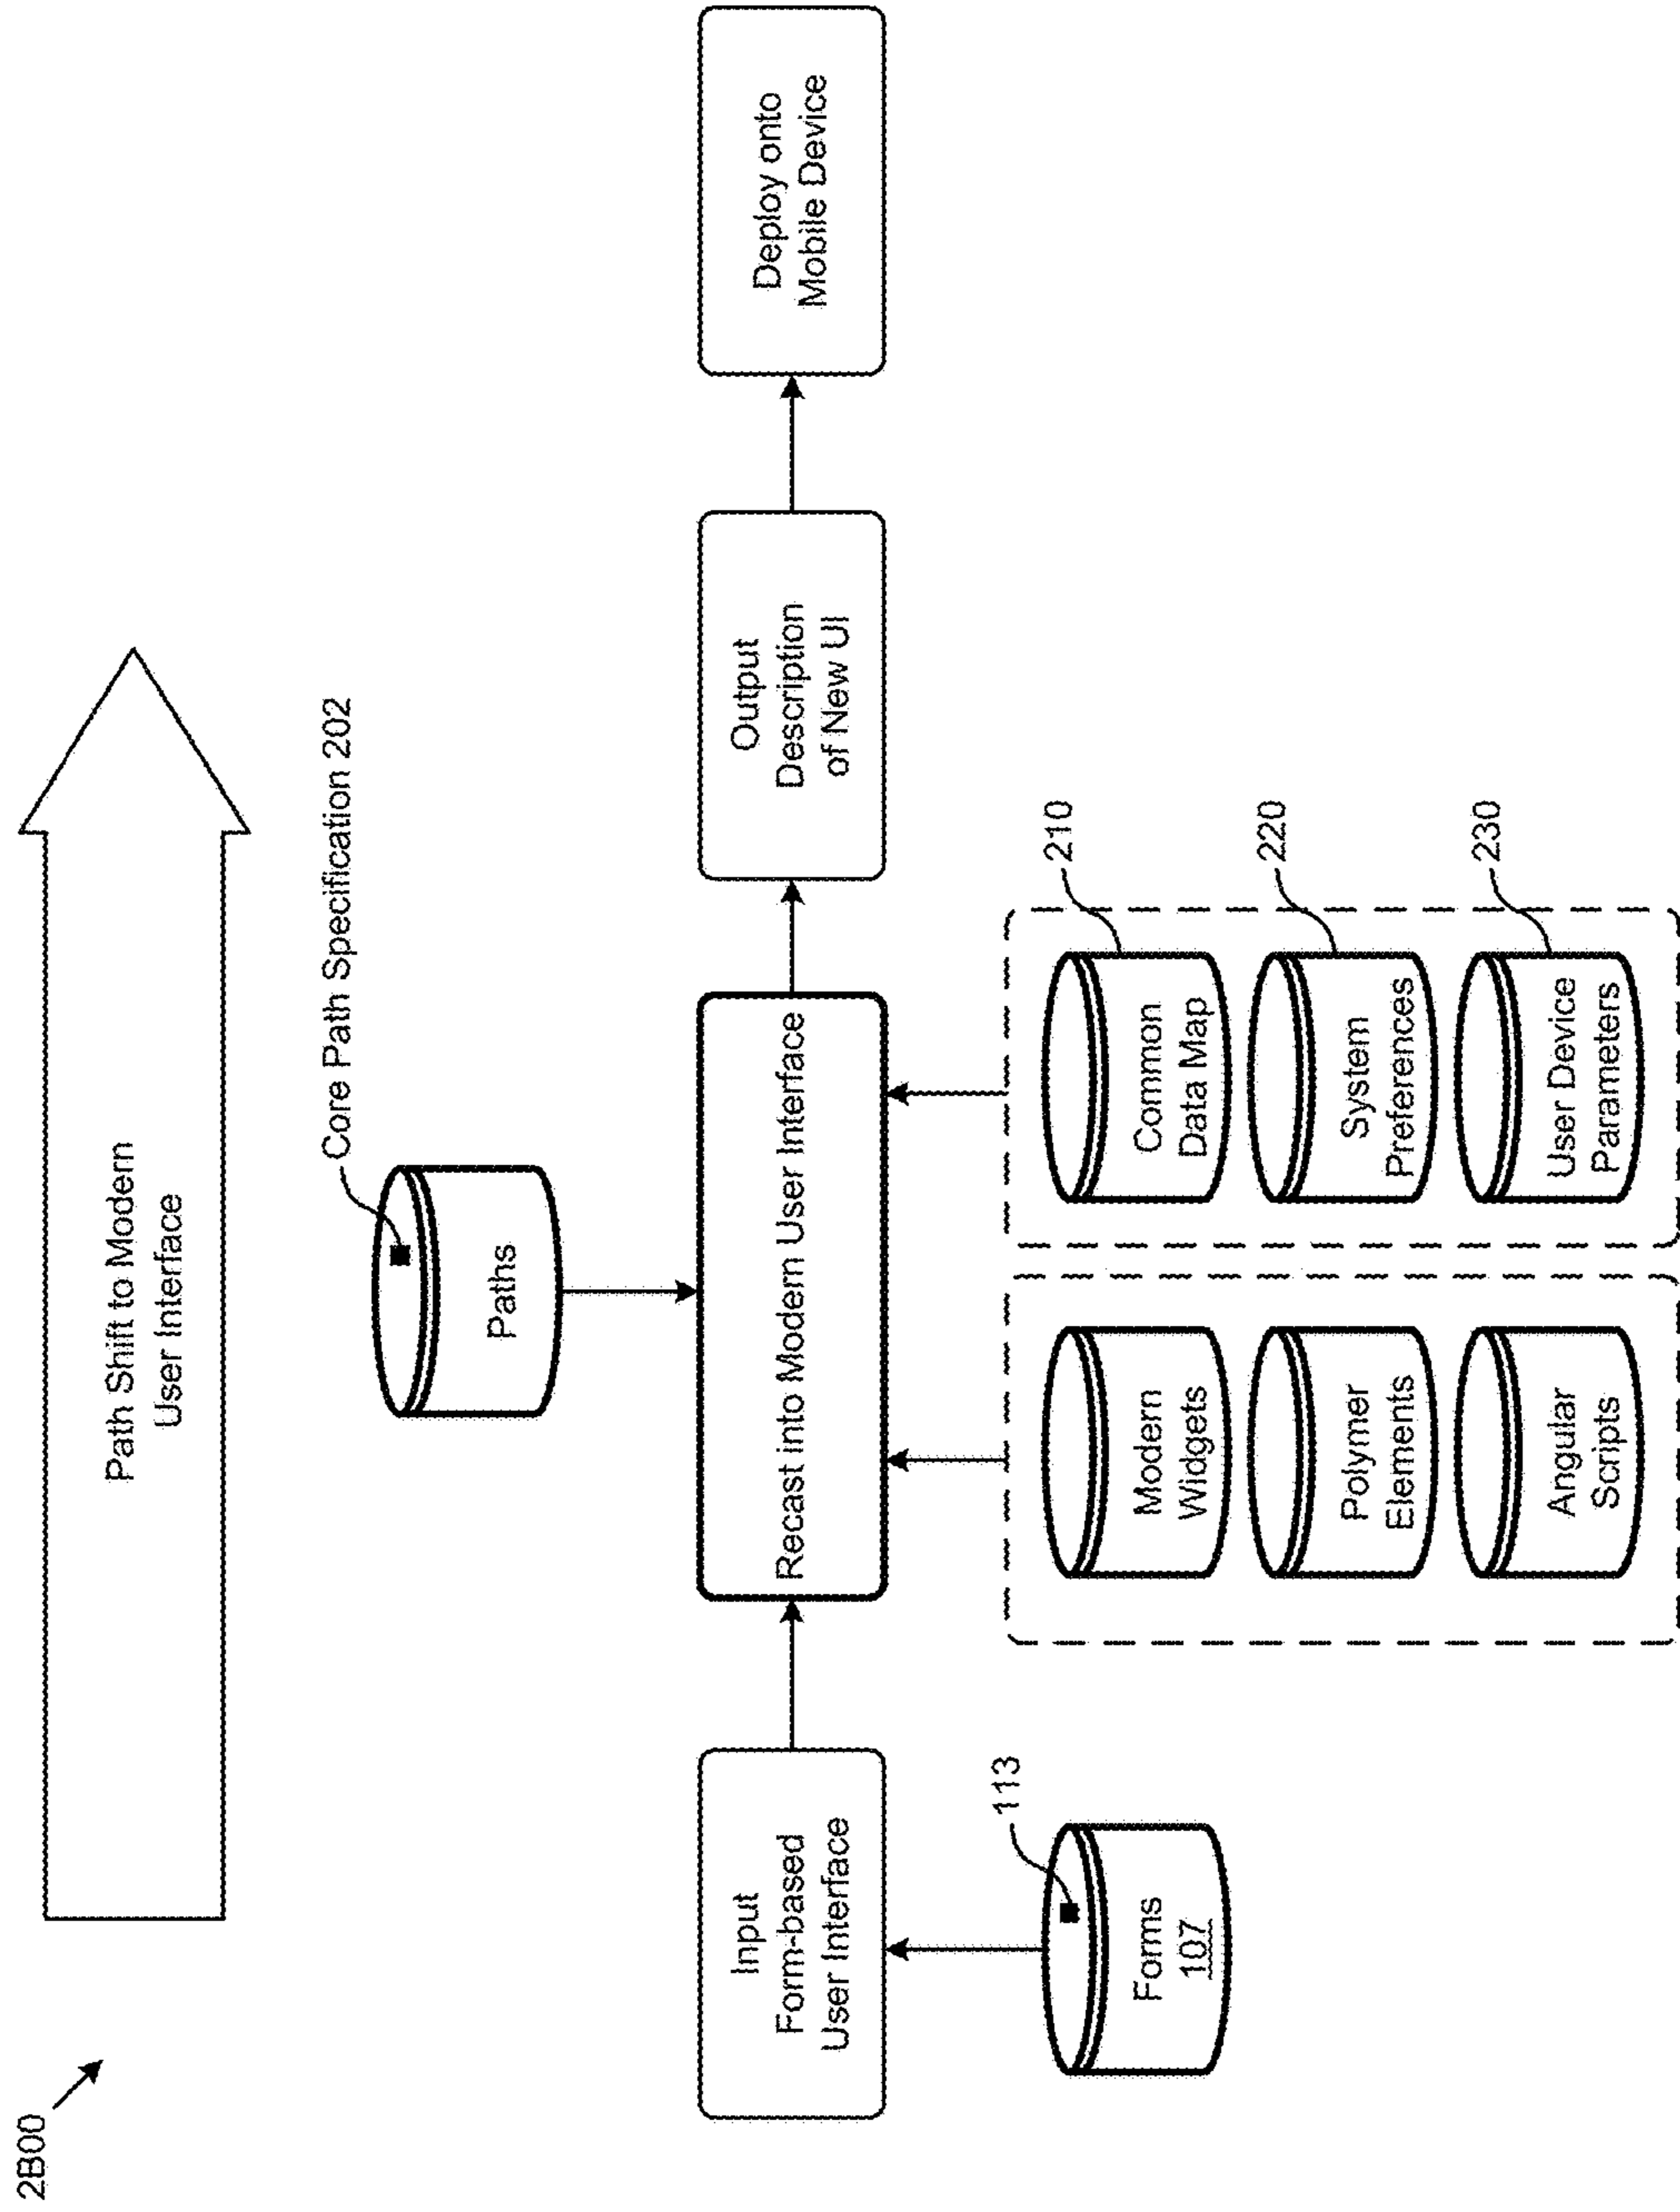 2B00
Path Shift to Modern
User Interface
Core Path Specification 202
Paths
Input
Form-based
User Interface
Recast into Modern User Interface
Output
Description
of New UI
Deploy onto
Mobile Device
113
Forms
107
Modern
Widgets
Polymer
Elements
Angular
Scripts
210
Common
Data Map
220
System
Preferences
230
User Device
Parameters